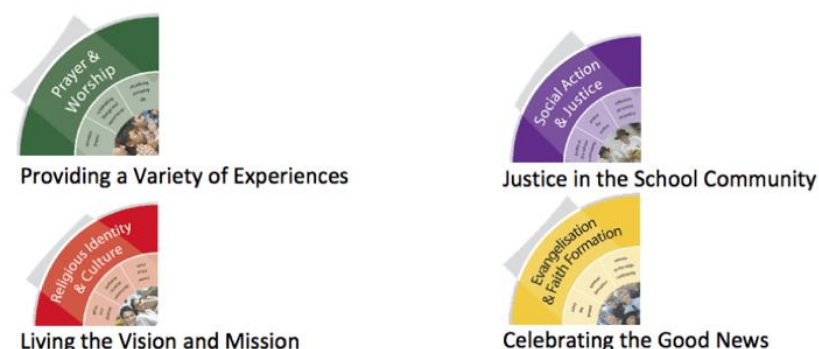 Prayer &
Worship
Providing a Variety of Experiences
Social Action
& Justice
Justice in the School Community
Religious Identity
& Culture
Living the Vision and Mission
Evangelisation
& Faith Formation
Celebrating the Good News